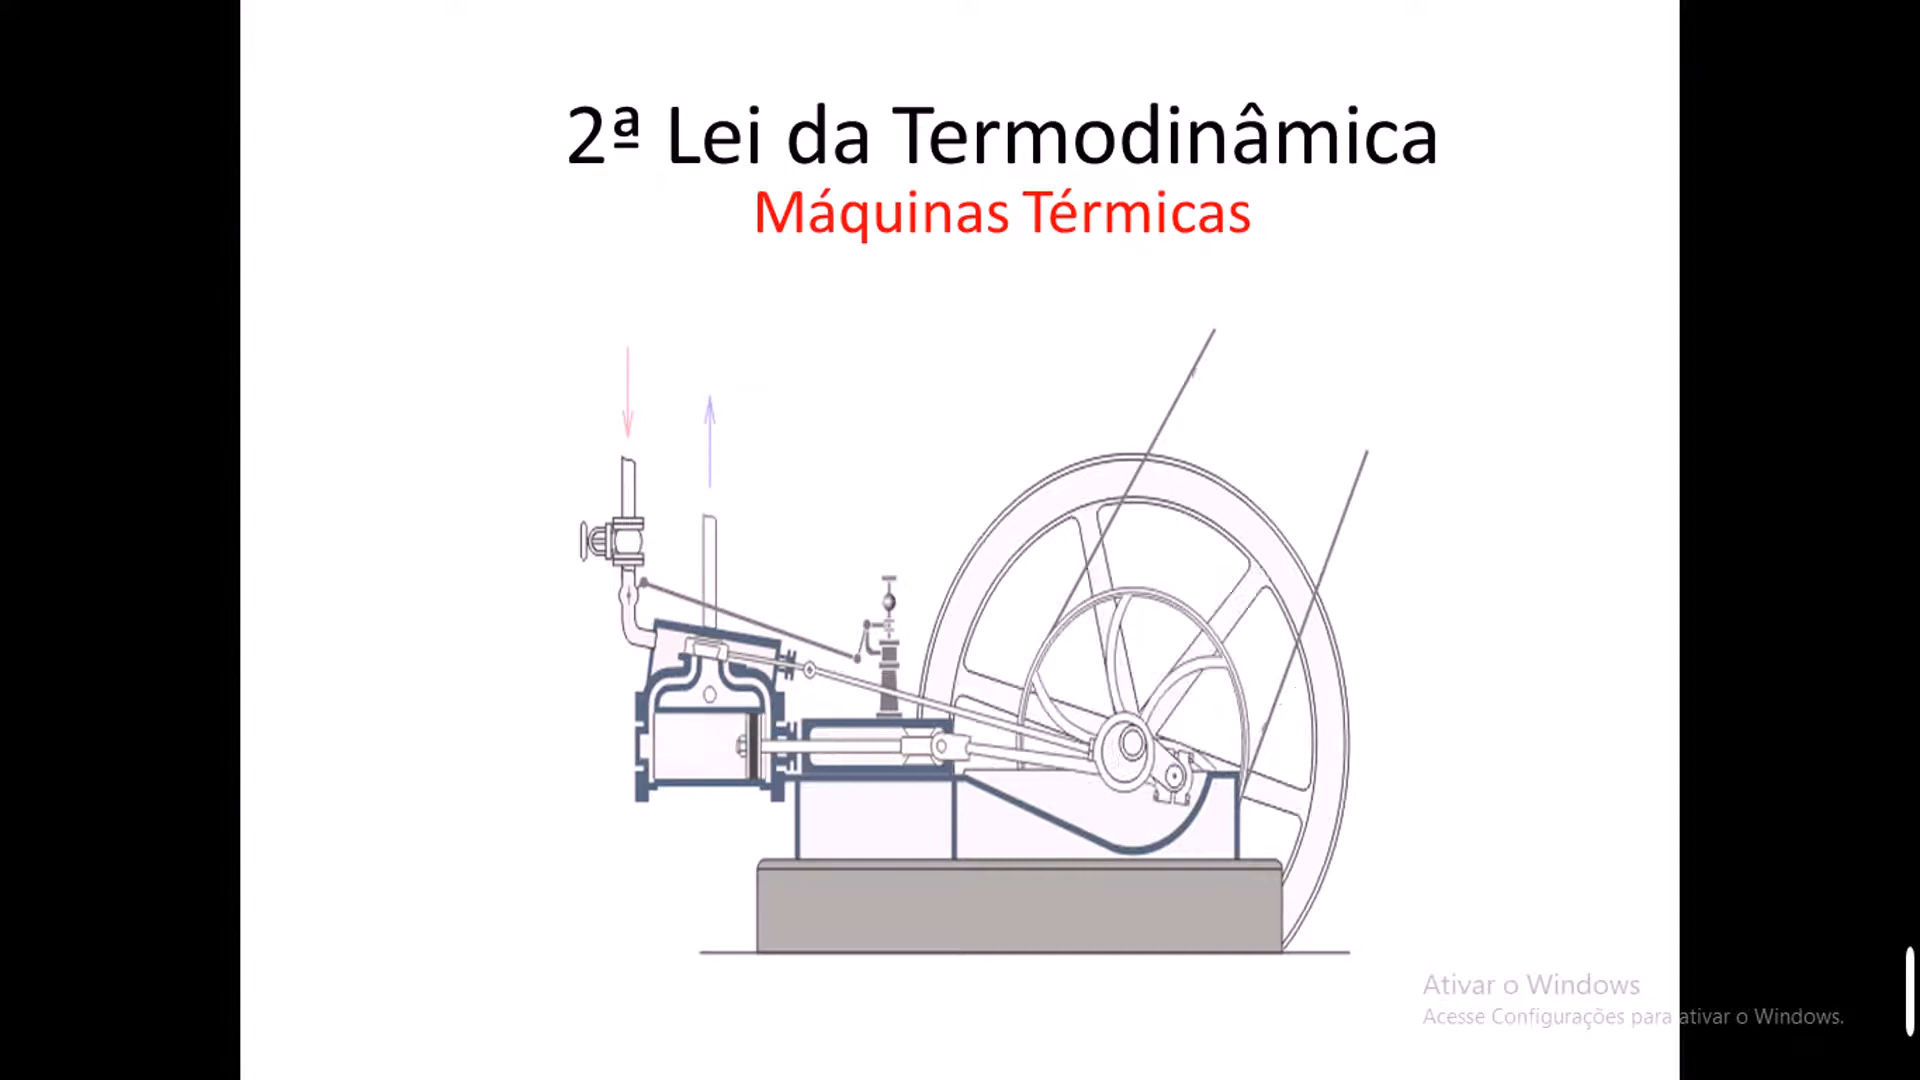 2ª Lei da Termodinâmica
Máquinas Térmicas
Ativar o Windows
Acesse Configurações para ativar o Windows.